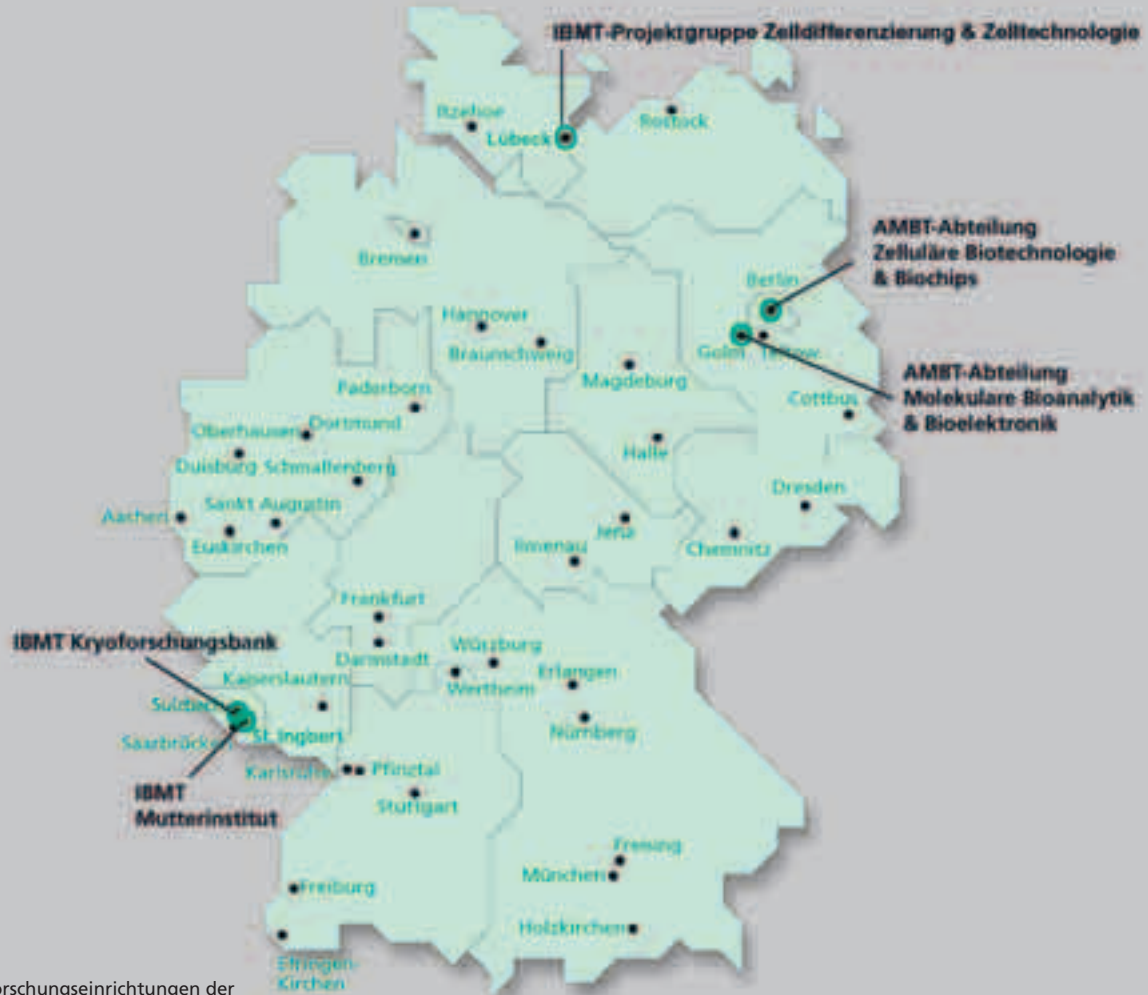 IBMT-Projektgruppe Zelldifferenzierung & Zelltechnologie
Itzehoe
Lübeck
Rostock
Bremen
AMBT-Abteilung
Zelluläre Biotechnologie
& Biochips
Berlin
Hannover
Braunschweig
Golm
Teltow
Magdeburg
AMBT-Abteilung
Molekulare Bioanalytik
& Bioelektronik
Cottbus
Paderborn
Dortmund
Oberhausen
Halle
Duisburg
Schmallenberg
Dresden
Sankt Augustin
Aachen
Euskirchen
Jena
Ilmenau
Chemnitz
Frankfurt
IBMT Kryoforschungsbank
Darmstadt
Würzburg
Kaiserslautern
Wertheim
Erlangen
St. Ingbert
Nürnberg
Karlsruhe
Pfinztal
IBMT
Mutterinstitut
Stuttgart
Freising
München
Freiburg
Holzkirchen
Efringen-
Kirchen
orschungseinrichtungen der